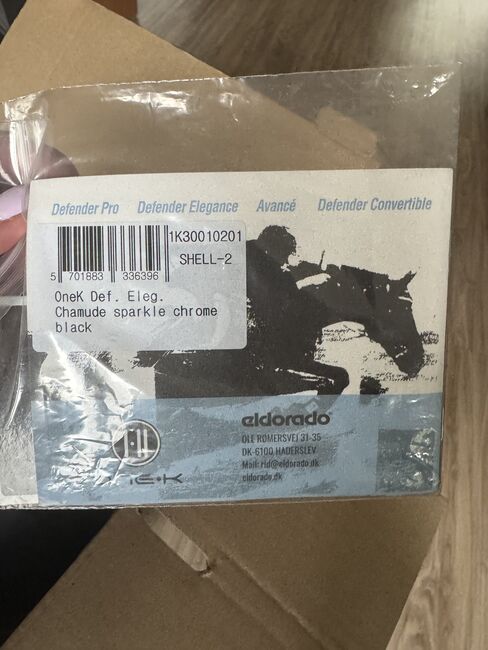 Defender Pro Defender Elegance Avancé Defender Convertible
1K30010201
SHELL-2
5 701883 336396
OneK Def. Eleg.
Chamude sparkle chrome
black
eldorado
OLE RØMERSVEJ 31-35
DK-6100 HADERSLEV
Mail: rid@eldorado.dk
eldorado.dk